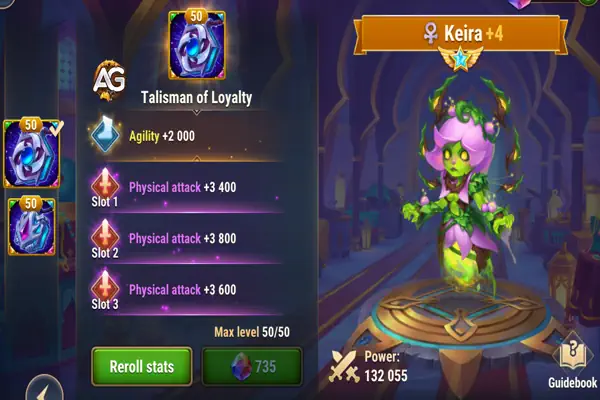 50
Keira +4
AG
Talisman of Loyalty
50
Agility +2 000
Physical attack +3 400
Slot 1
50
Physical attack +3 800
Slot 2
Physical attack +3 600
Slot 3
Max level 50/50
Reroll stats
735
Power:
132 055
?
Guidebook